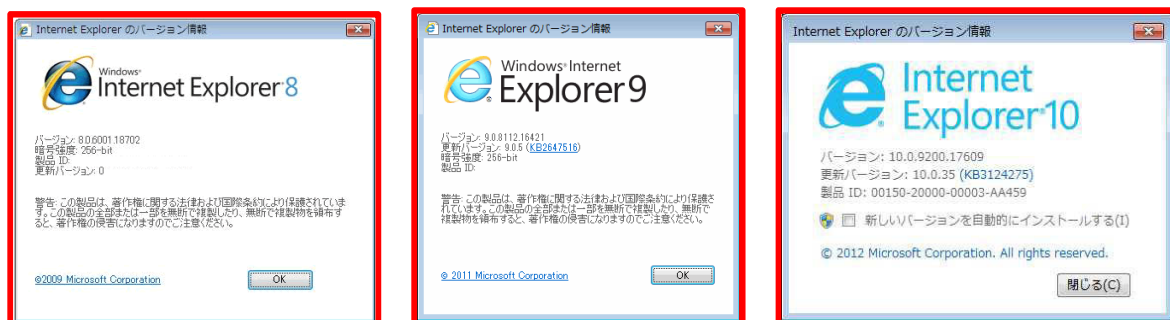 Internet Explorer のバージョン情報
Windows®
Internet Explorer 8
バージョン: 8.0.6001.18702
暗号強度: 256-bit
製品 ID:
更新バージョン: 0
警告: この製品は、著作権に関する法律および国際条約により保護されていま
す。この製品の全部または一部を無断で複製したり、無断で複製物を頒布す
ると、著作権の侵害になりますのでご注意ください。
©2009 Microsoft Corporation
OK
Internet Explorer のバージョン情報
Windows® Internet
Explorer 9
バージョン: 9.0.8112.16421
更新バージョン: 9.0.5 (KB2647516)
暗号強度: 256-bit
製品 ID:
警告: この製品は、著作権に関する法律および国際条約により保護さ
れています。この製品の全部または一部を無断で複製したり、無断で
複製物を頒布すると、著作権の侵害になりますのでご注意ください。
© 2011 Microsoft Corporation
OK
Internet Explorer のバージョン情報
Internet
Explorer 10
バージョン: 10.0.9200.17609
更新バージョン: 10.0.35 (KB3124275)
製品 ID: 00150-20000-00003-AA459
新しいバージョンを自動的にインストールする(I)
© 2012 Microsoft Corporation. All rights reserved.
閉じる(C)